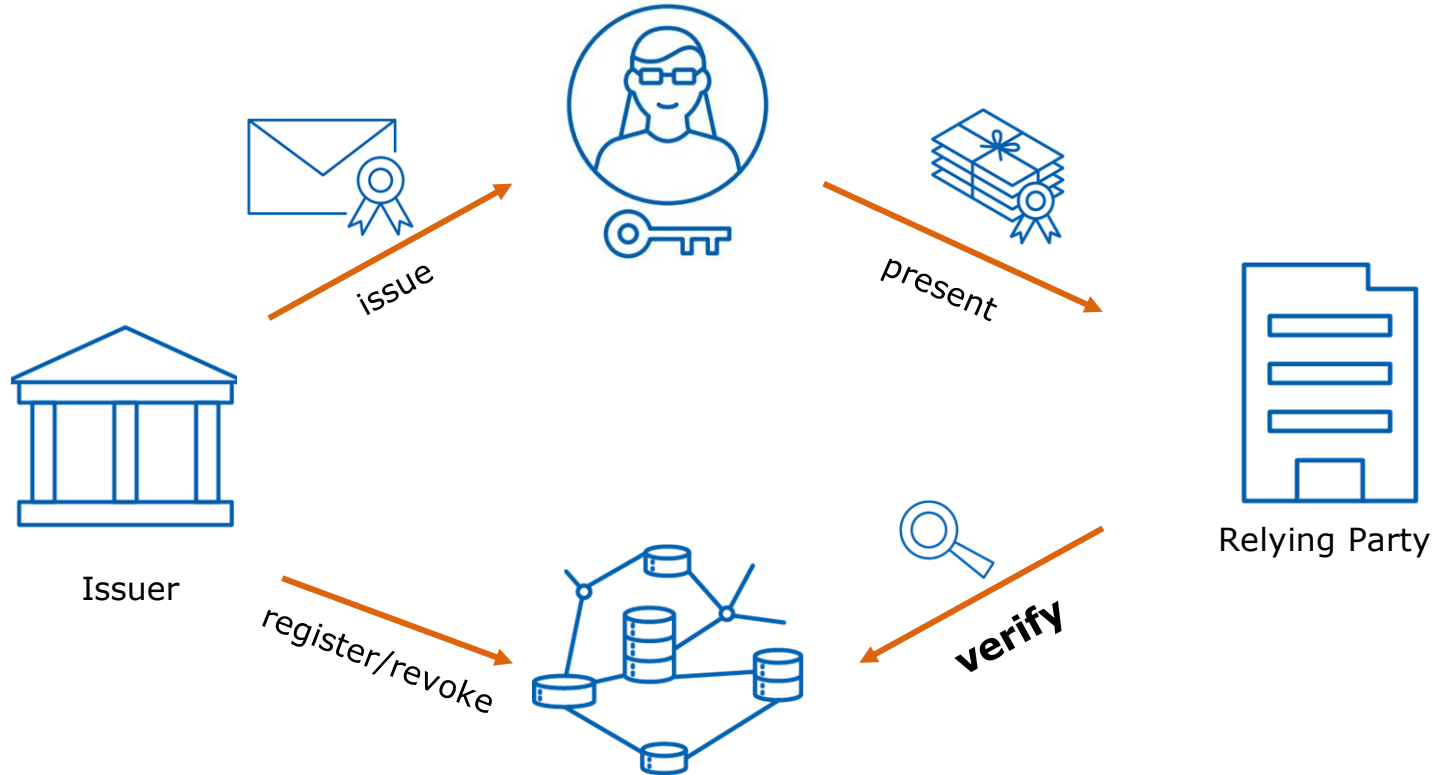 issue
present
Relying Party
Issuer
register/revoke
verify